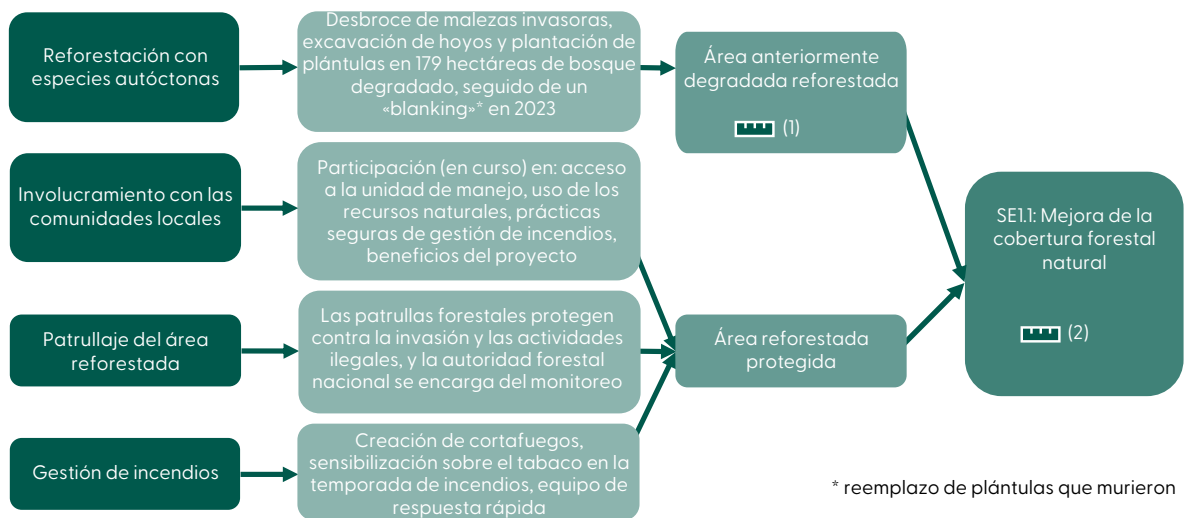 Reforestación con
especies autóctonas
Desbroce de malezas invasoras,
excavación de hoyos y plantación de
plántulas en 179 hectáreas de bosque
degradado, seguido de un
«blanking»* en 2023
Área anteriormente
degradada reforestada
(1)
Involucramiento con las
comunidades locales
Participación (en curso) en: acceso
a la unidad de manejo, uso de los
recursos naturales, prácticas
seguras de gestión de incendios,
beneficios del proyecto
SE1.1: Mejora de la
cobertura forestal
natural
(2)
Patrullaje del área
reforestada
Las patrullas forestales protegen
contra la invasión y las actividades
ilegales, y la autoridad forestal
nacional se encarga del monitoreo
Área reforestada
protegida
Gestión de incendios
Creación de cortafuegos,
sensibilización sobre el tabaco en la
temporada de incendios, equipo de
respuesta rápida
* reemplazo de plántulas que murieron